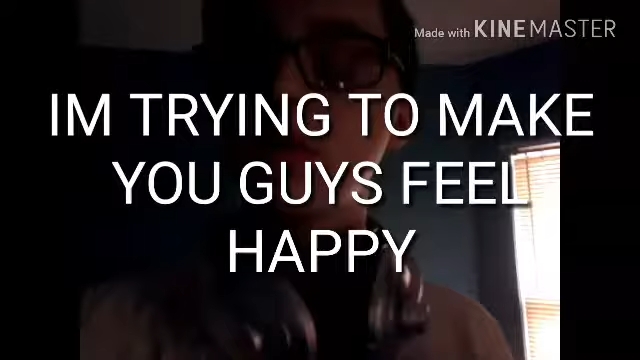 Made with KINEMASTER
IM TRYING TO MAKE
YOU GUYS FEEL
HAPPY